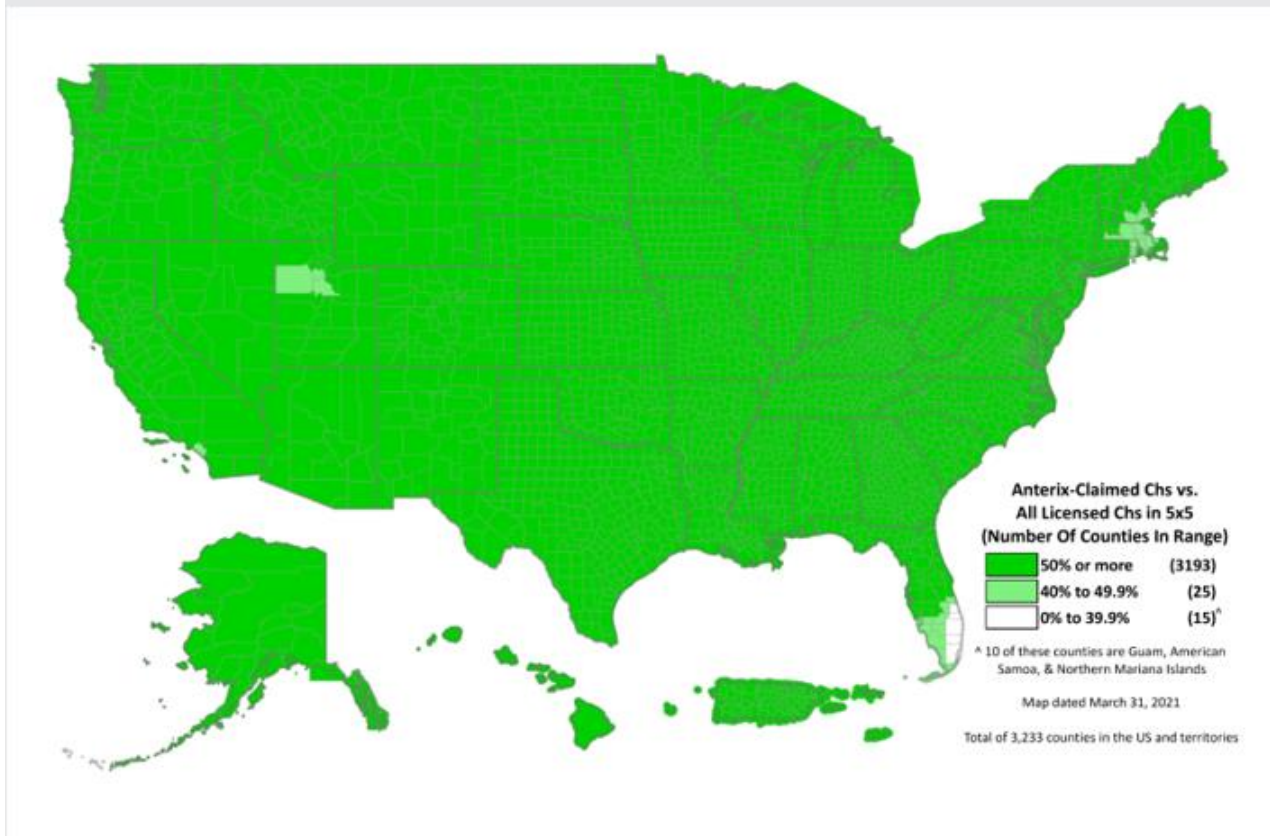 Anterix-Claimed Chs vs.
All Licensed Chs in 5x5
(Number Of Counties In Range)
50% or more (3193)
40% to 49.9% (25)
0% to 39.9% (15)^
^ 10 of these counties are Guam, American
Samoa, & Northern Mariana Islands
Map dated March 31, 2021
Total of 3,233 counties in the US and territories